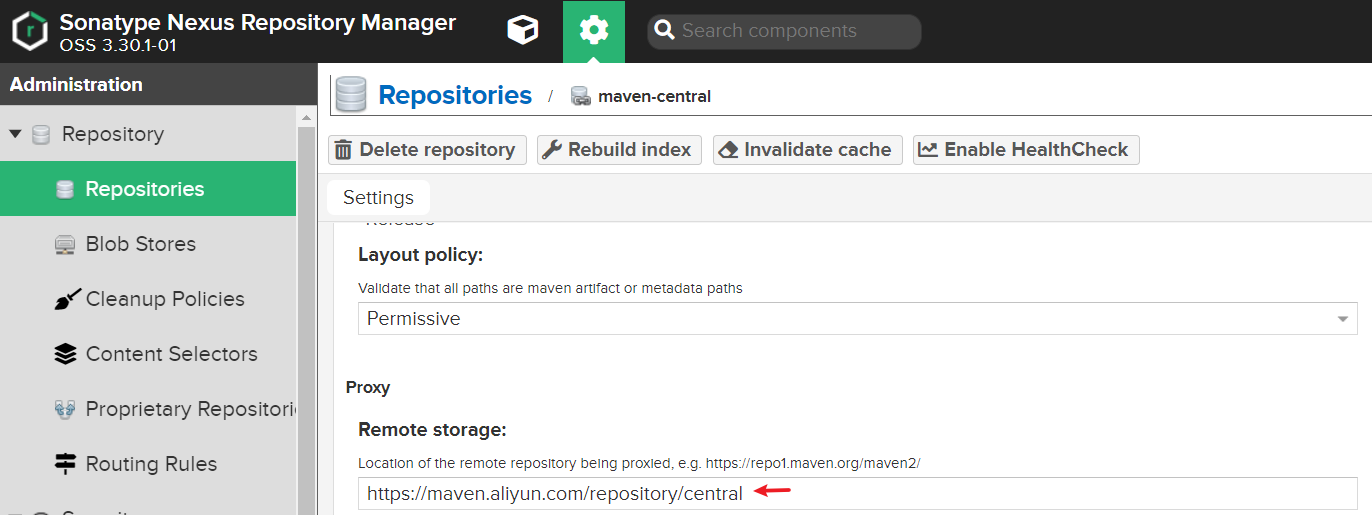 Sonatype Nexus Repository Manager
OSS 3.30.1-01
Search components
Administration
Repositories / maven-central
Repository
Delete repository Rebuild index Invalidate cache Enable HealthCheck
Repositories
Settings
Release
Blob Stores
Layout policy:
Validate that all paths are maven artifact or metadata paths
Cleanup Policies
Permissive
Content Selectors
Proxy
Proprietary Repositori
Remote storage:
Routing Rules
Location of the remote repository being proxied, e.g. https://repo1.maven.org/maven2/
https://maven.aliyun.com/repository/central